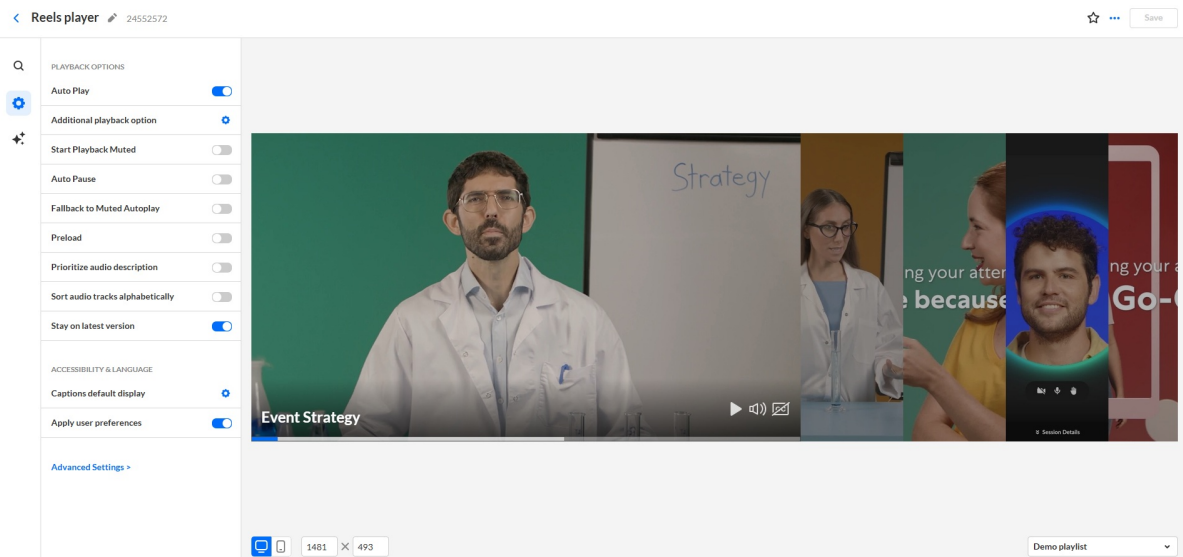 Reels player 24552572
Save
PLAYBACK OPTIONS
Auto Play
Additional playback option
Start Playback Muted
Auto Pause
Fallback to Muted Autoplay
Preload
Prioritize audio description
Sort audio tracks alphabetically
Stay on latest version
ACCESSIBILITY & LANGUAGE
Captions default display
Apply user preferences
Advanced Settings >
Strategy
Event Strategy
ng your atten
e because
Session Details
ng your a
Go-
1481 × 493
Demo playlist